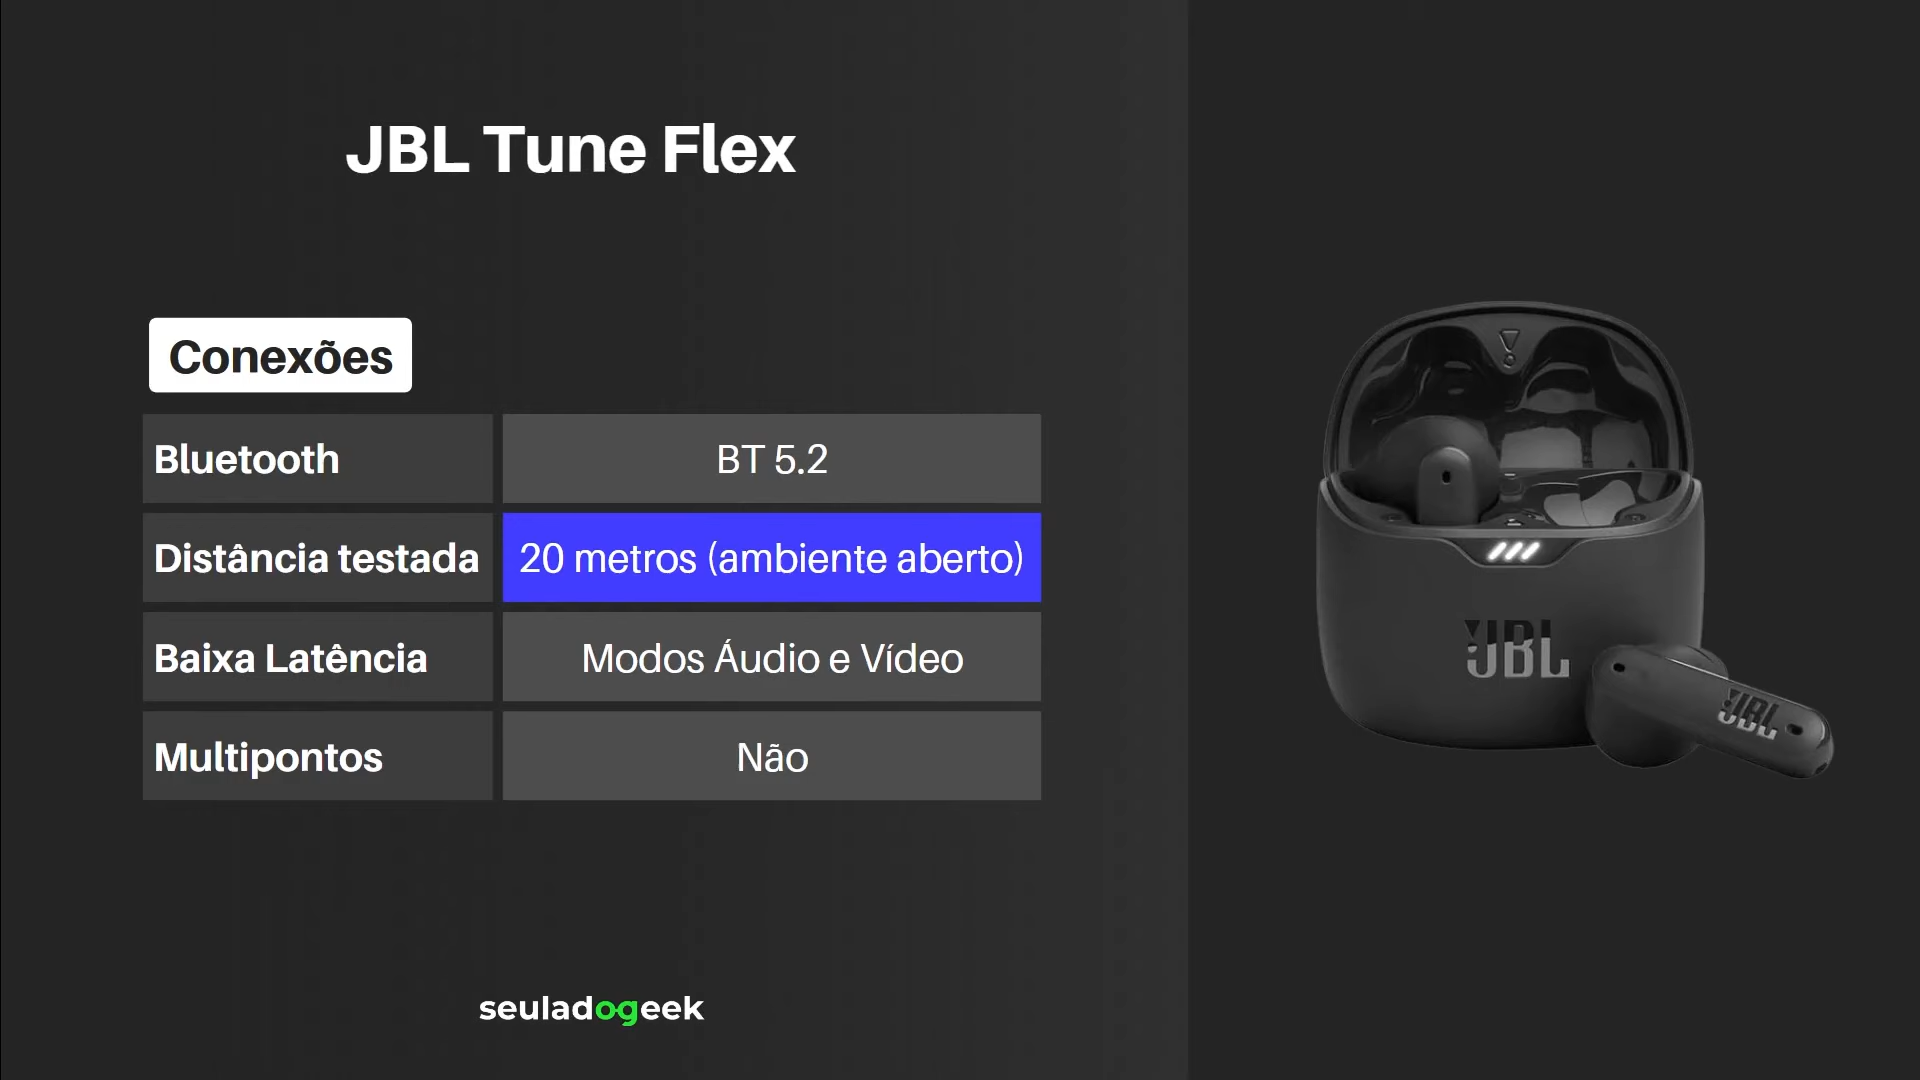 JBL Tune Flex
Conexões
Bluetooth
BT 5.2
Distância testada
20 metros (ambiente aberto)
Baixa Latência
Modos Áudio e Vídeo
Multipontos
Não
JBL
JBL
seuladogeek